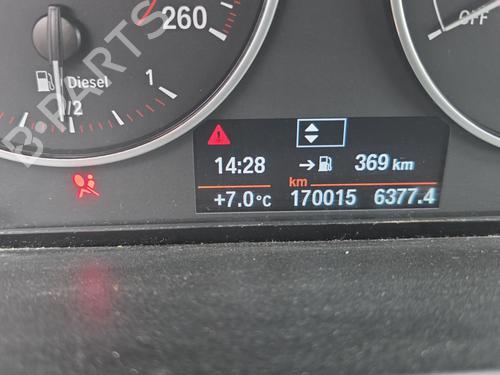 260
OFF
Diesel
1
1/2
14:28 369 km
km
+7.0°C 170015 6377.4
B-PARTS